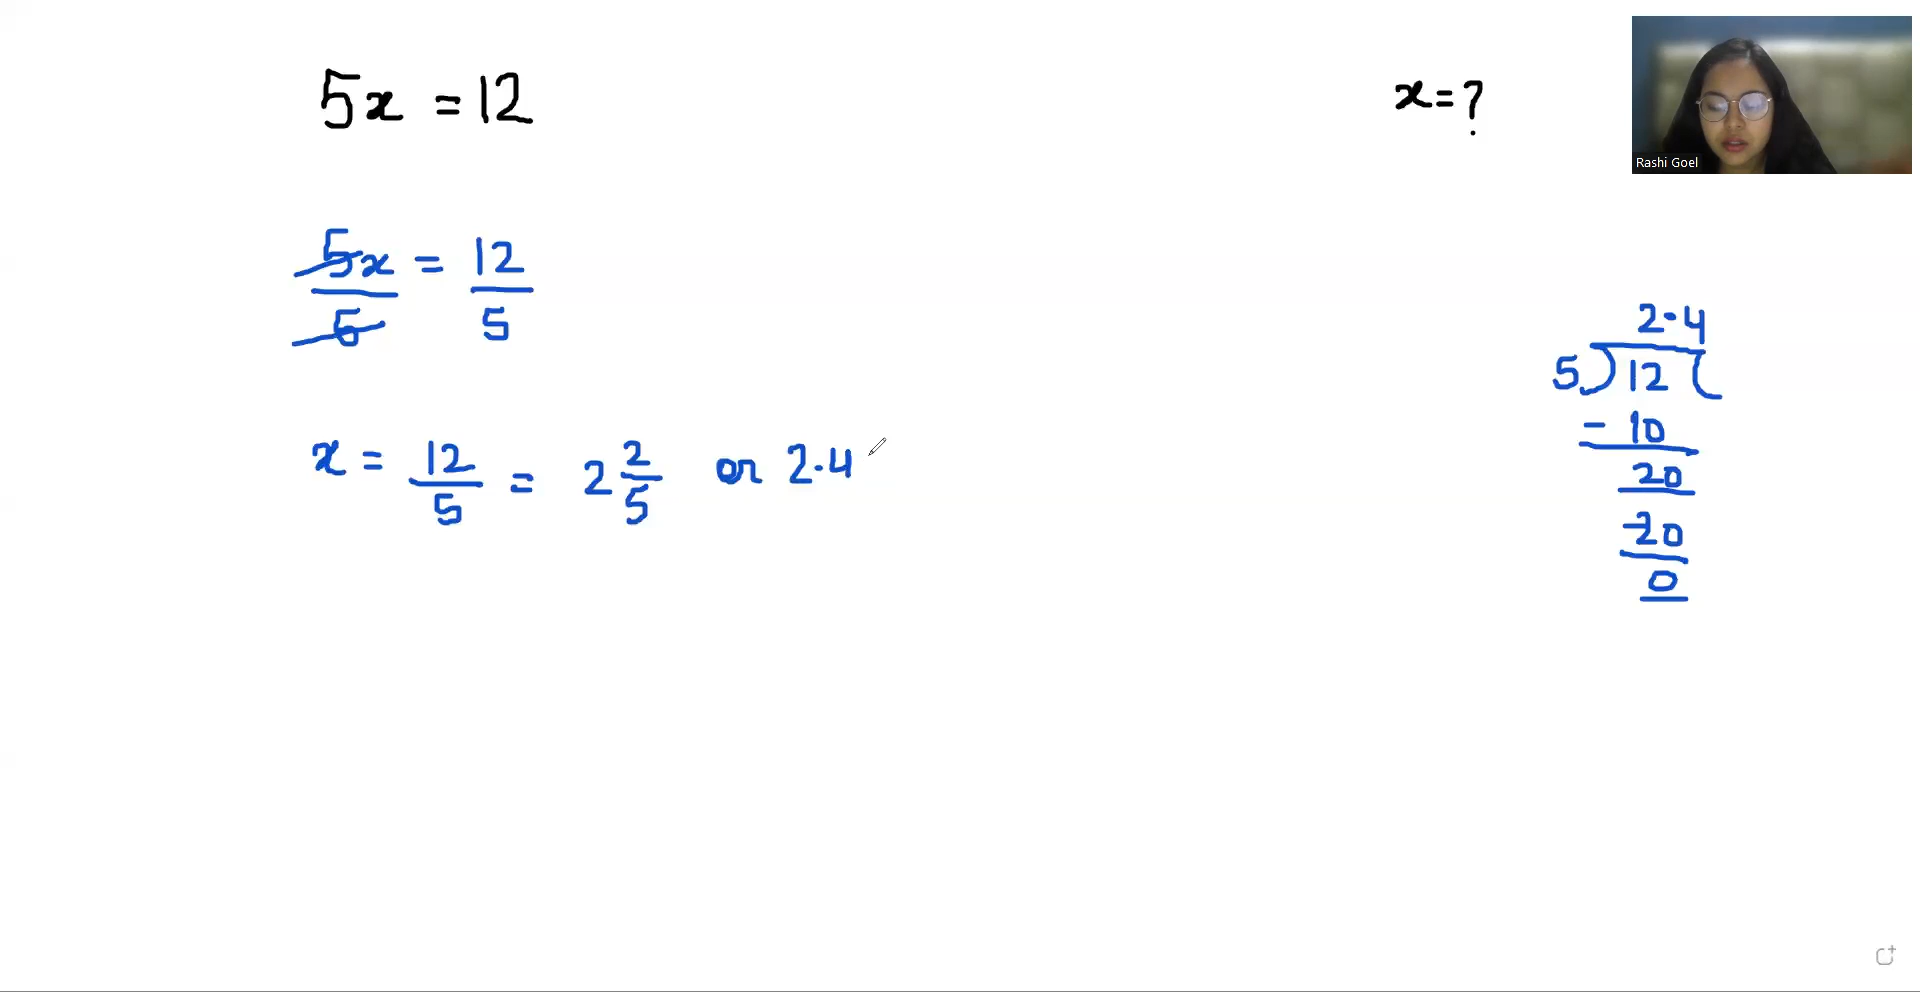 5x = 12
x = ?
Rashi Goel
5x/5 = 12/5
x = 12/5 = 2 2/5 or 2.4
2.4
5)12(
- 10
20
-20
0